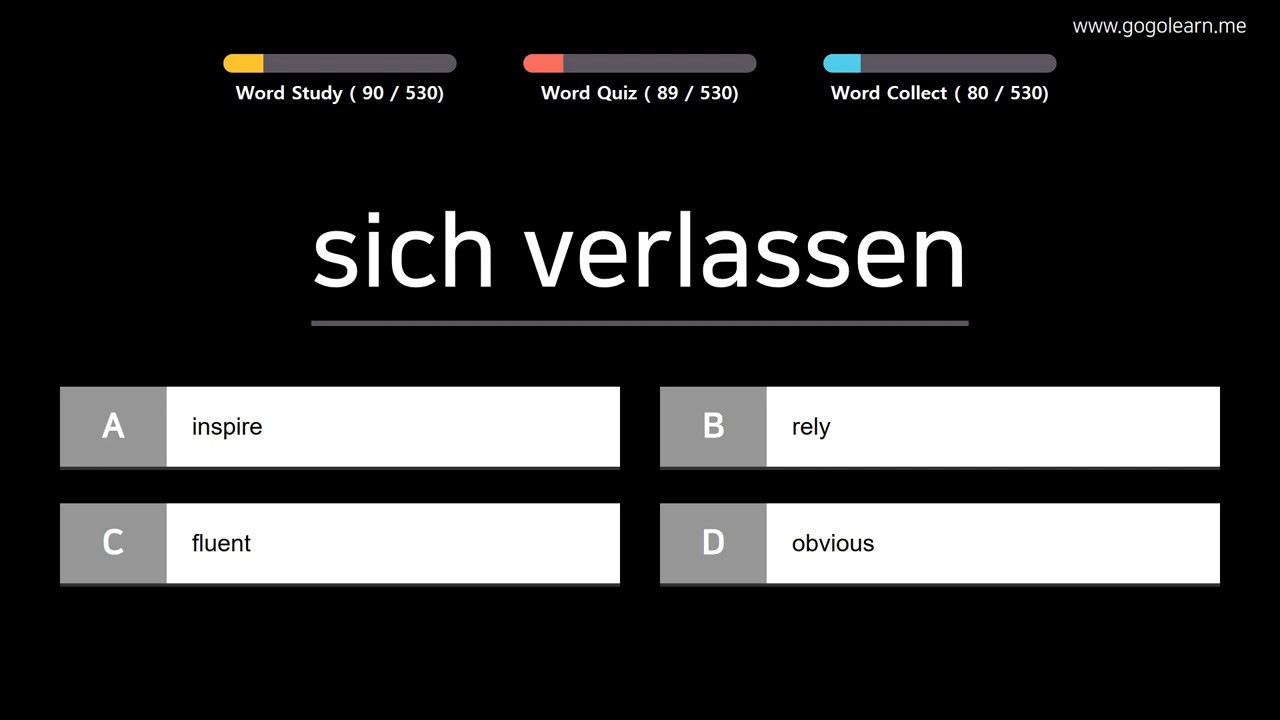 www.gogolearn.me
Word Study ( 90 / 530)
Word Quiz ( 89 / 530)
Word Collect ( 80 / 530)
sich verlassen
A inspire
B rely
C fluent
D obvious